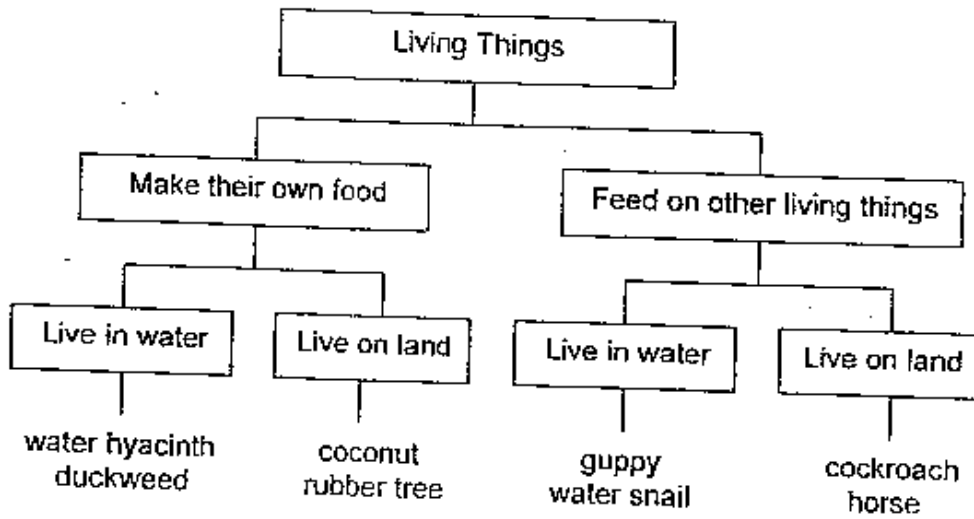 Living Things
Make their own food
Feed on other living things
Live in water
Live on land
Live in water
Live on land
water hyacinth
duckweed
coconut
rubber tree
guppy
water snail
cockroach
horse